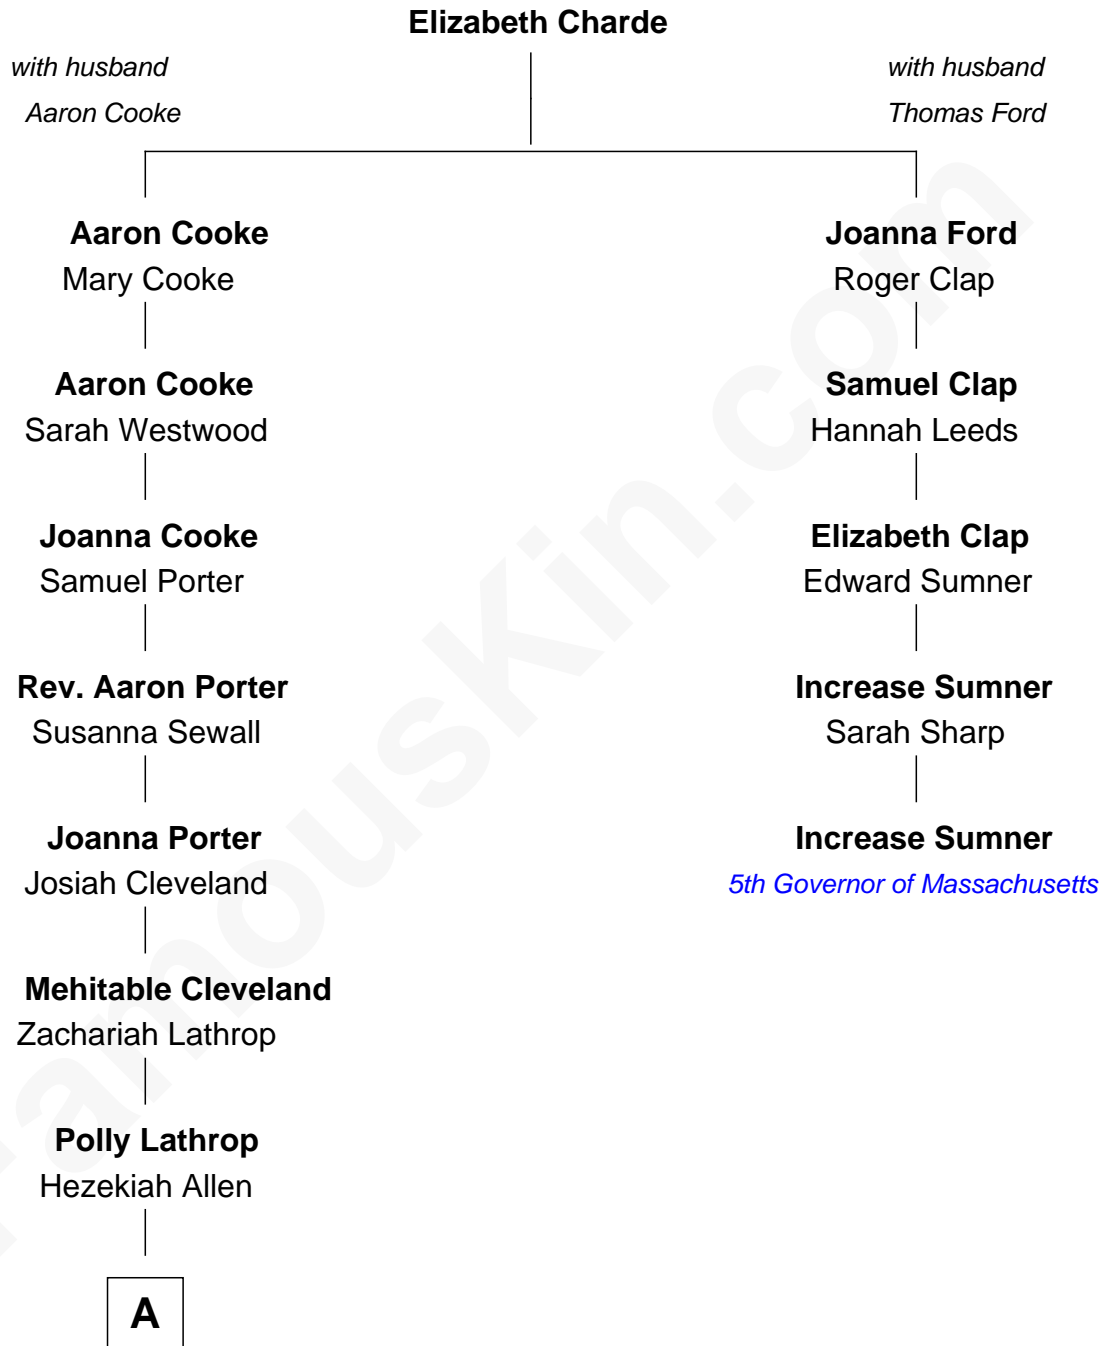 Elizabeth Charde
with husband
Aaron Cooke
with husband
Thomas Ford
Aaron Cooke
Mary Cooke
Joanna Ford
Roger Clap
Aaron Cooke
Sarah Westwood
Samuel Clap
Hannah Leeds
Joanna Cooke
Samuel Porter
Elizabeth Clap
Edward Sumner
Rev. Aaron Porter
Susanna Sewall
Increase Sumner
Sarah Sharp
Joanna Porter
Josiah Cleveland
Increase Sumner
5th Governor of Massachusetts
Mehitable Cleveland
Zachariah Lathrop
Polly Lathrop
Hezekiah Allen
A
FamousKin.com